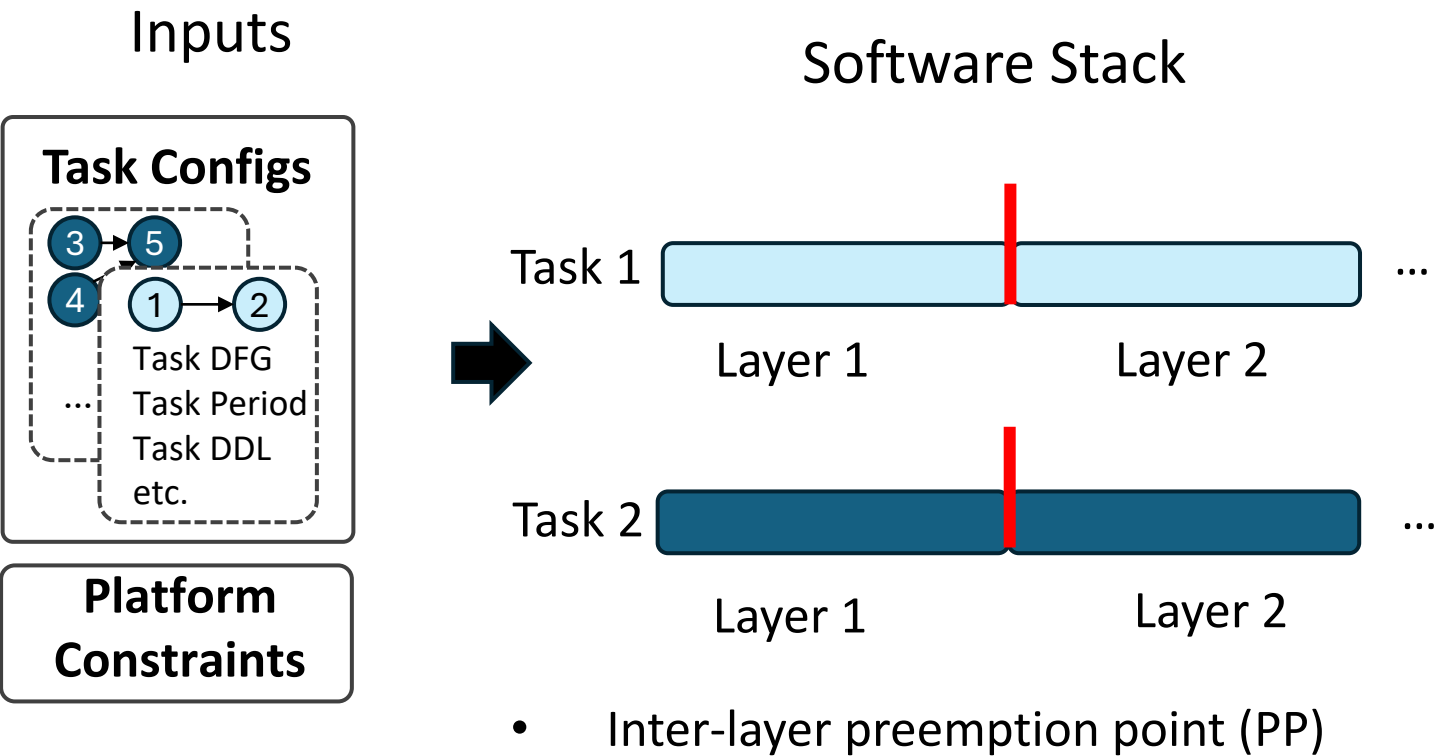 Inputs
Task Configs
3
5
4
1
2
Task DFG
...
Task Period
Task DDL
etc.
Platform
Constraints
Software Stack
Task 1
...
Layer 1
Layer 2
Task 2
...
Layer 1
Layer 2
• Inter-layer preemption point (PP)